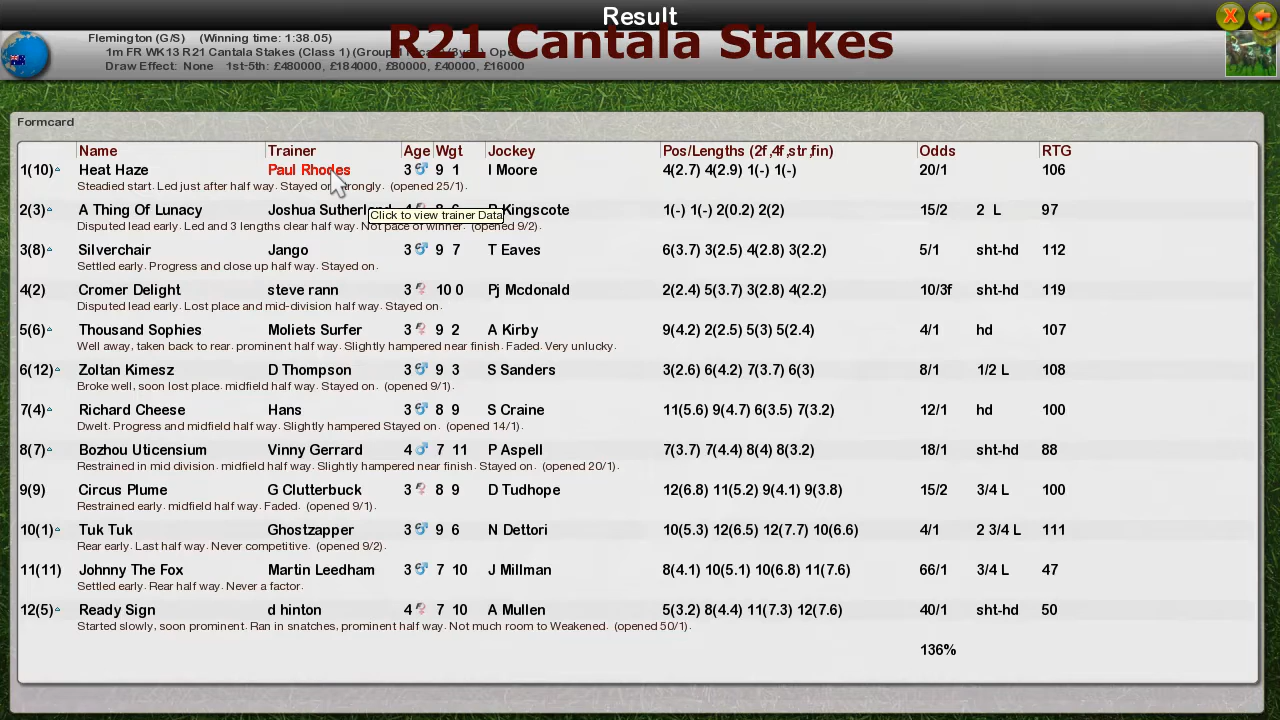 Result
R21 Cantala Stakes
Flemington (G/S) (Winning time: 1:38.05)
1m FR WK13 R21 Cantala Stakes (Class 1) (Group
Draw Effect: None 1st-5th: £480000, £184000, £80000, £40000, £16000
Formcard
Name Trainer Age Wgt Jockey Pos/Lengths (2f,4f,str,fin) Odds RTG
1(10) Heat Haze Paul Rhodes 3 9 1 I Moore 4(2.7) 4(2.9) 1(-) 1(-) 20/1 106
Steadied start. Led just after half way. Stayed on strongly. (opened 25/1).
2(3) A Thing Of Lunacy Joshua Sutherland 8 6 Kingscote 1(-) 1(-) 2(0.2) 2(2) 15/2 2 L 97
Click to view trainer Data
Disputed lead early. Led and 3 lengths clear half way. Not pace of winner. (opened 9/2).
3(8) Silverchair Jango 3 9 7 T Eaves 6(3.7) 3(2.5) 4(2.8) 3(2.2) 5/1 sht-hd 112
Settled early. Progress and close up half way. Stayed on.
4(2) Cromer Delight steve rann 3 10 0 Pj Mcdonald 2(2.4) 5(3.7) 3(2.8) 4(2.2) 10/3f sht-hd 119
Disputed lead early. Lost place and mid-division half way. Stayed on.
5(6) Thousand Sophies Moliets Surfer 3 9 2 A Kirby 9(4.2) 2(2.5) 5(3) 5(2.4) 4/1 hd 107
Well away, taken back to rear. prominent half way. Slightly hampered near finish. Faded. Very unlucky.
6(12) Zoltan Kimesz D Thompson 3 9 3 S Sanders 3(2.6) 6(4.2) 7(3.7) 6(3) 8/1 1/2 L 108
Broke well, soon lost place. midfield half way. Stayed on. (opened 9/1).
7(4) Richard Cheese Hans 3 8 9 S Craine 11(5.6) 9(4.7) 6(3.5) 7(3.2) 12/1 hd 100
Dwelt. Progress and midfield half way. Slightly hampered Stayed on. (opened 14/1).
8(7) Bozhou Uticensium Vinny Gerrard 4 7 11 P Aspell 7(3.7) 7(4.4) 8(4) 8(3.2) 18/1 sht-hd 88
Restrained in mid division. midfield half way. Slightly hampered near finish. Stayed on. (opened 20/1).
9(9) Circus Plume G Clutterbuck 3 8 9 D Tudhope 12(6.8) 11(5.2) 9(4.1) 9(3.8) 15/2 3/4 L 100
Restrained early. midfield half way. Faded. (opened 9/1).
10(1) Tuk Tuk Ghostzapper 3 9 6 N Dettori 10(5.3) 12(6.5) 12(7.7) 10(6.6) 4/1 2 3/4 L 111
Rear early. Last half way. Never competitive. (opened 9/2).
11(11) Johnny The Fox Martin Leedham 3 7 10 J Millman 8(4.1) 10(5.1) 10(6.8) 11(7.6) 66/1 3/4 L 47
Settled early. Rear half way. Never a factor.
12(5) Ready Sign d hinton 4 7 10 A Mullen 5(3.2) 8(4.4) 11(7.3) 12(7.6) 40/1 sht-hd 50
Started slowly, soon prominent. Ran in snatches, prominent half way. Not much room to Weakened. (opened 50/1).
136%